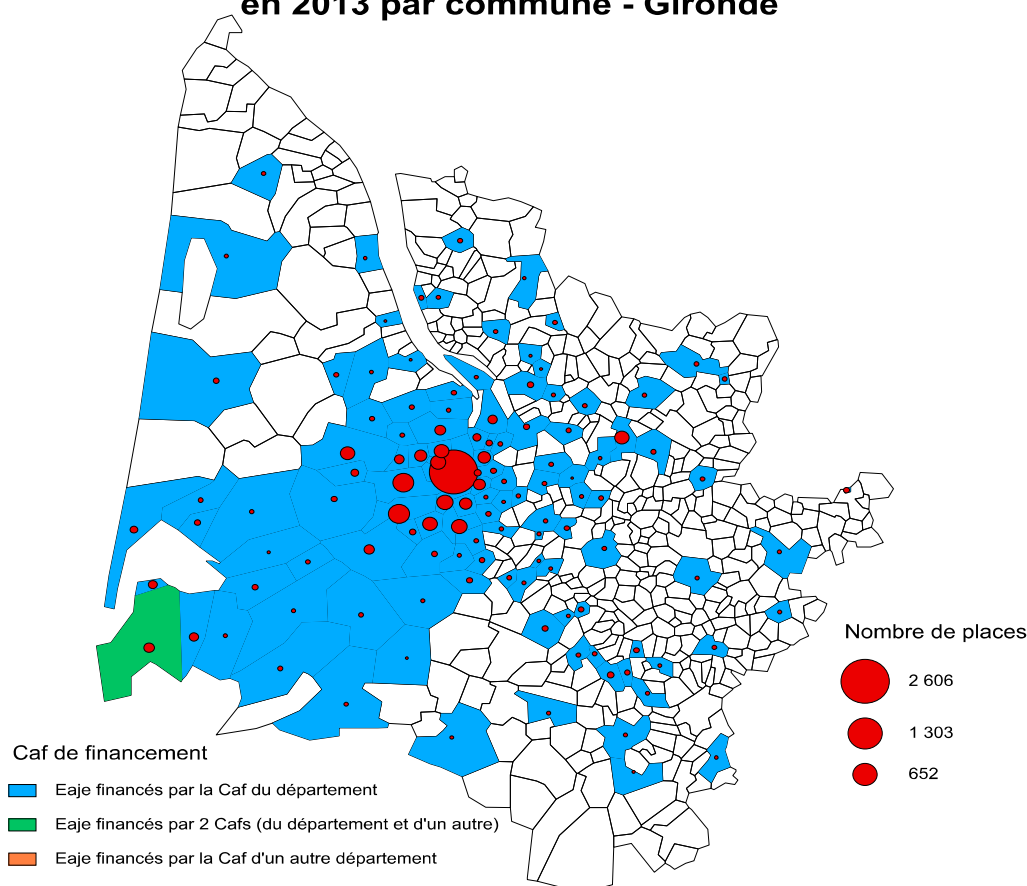 en 2013 par commune - Gironde
Nombre de places
2 606
1 303
652
Caf de financement
Eaje financés par la Caf du département
Eaje financés par 2 Cafs (du département et d'un autre)
Eaje financés par la Caf d'un autre département